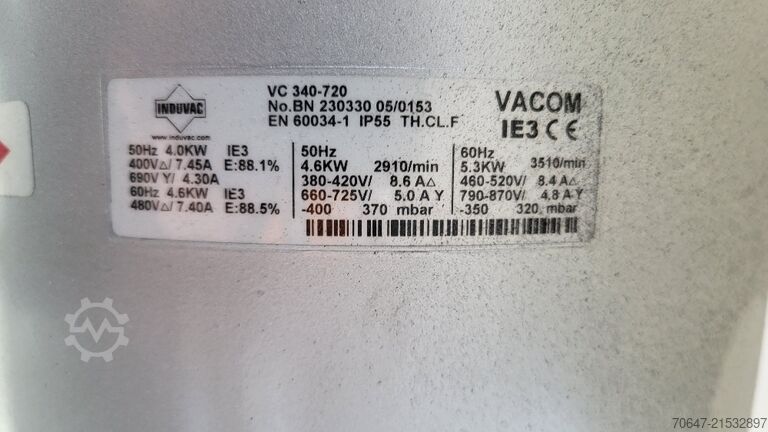 INDUVAC
www.induvac.com
VC 340-720
No.BN 230330 05/0153
EN 60034-1 IP55 TH.CL.F
VACOM
IE3 CE
50Hz 4.0KW IE3
400V△/ 7.45A E:88.1%
690V Y/ 4.30A
60Hz 4.6KW IE3
480V△/ 7.40A E:88.5%
50Hz
4.6KW 2910/min
380-420V/ 8.6 A△
660-725V/ 5.0 A Y
-400 370 mbar
60Hz
5.3KW 3510/min
460-520V/ 8.4 A△
790-870V/ 4.8 A Y
-350 320 mbar
70647-21532897